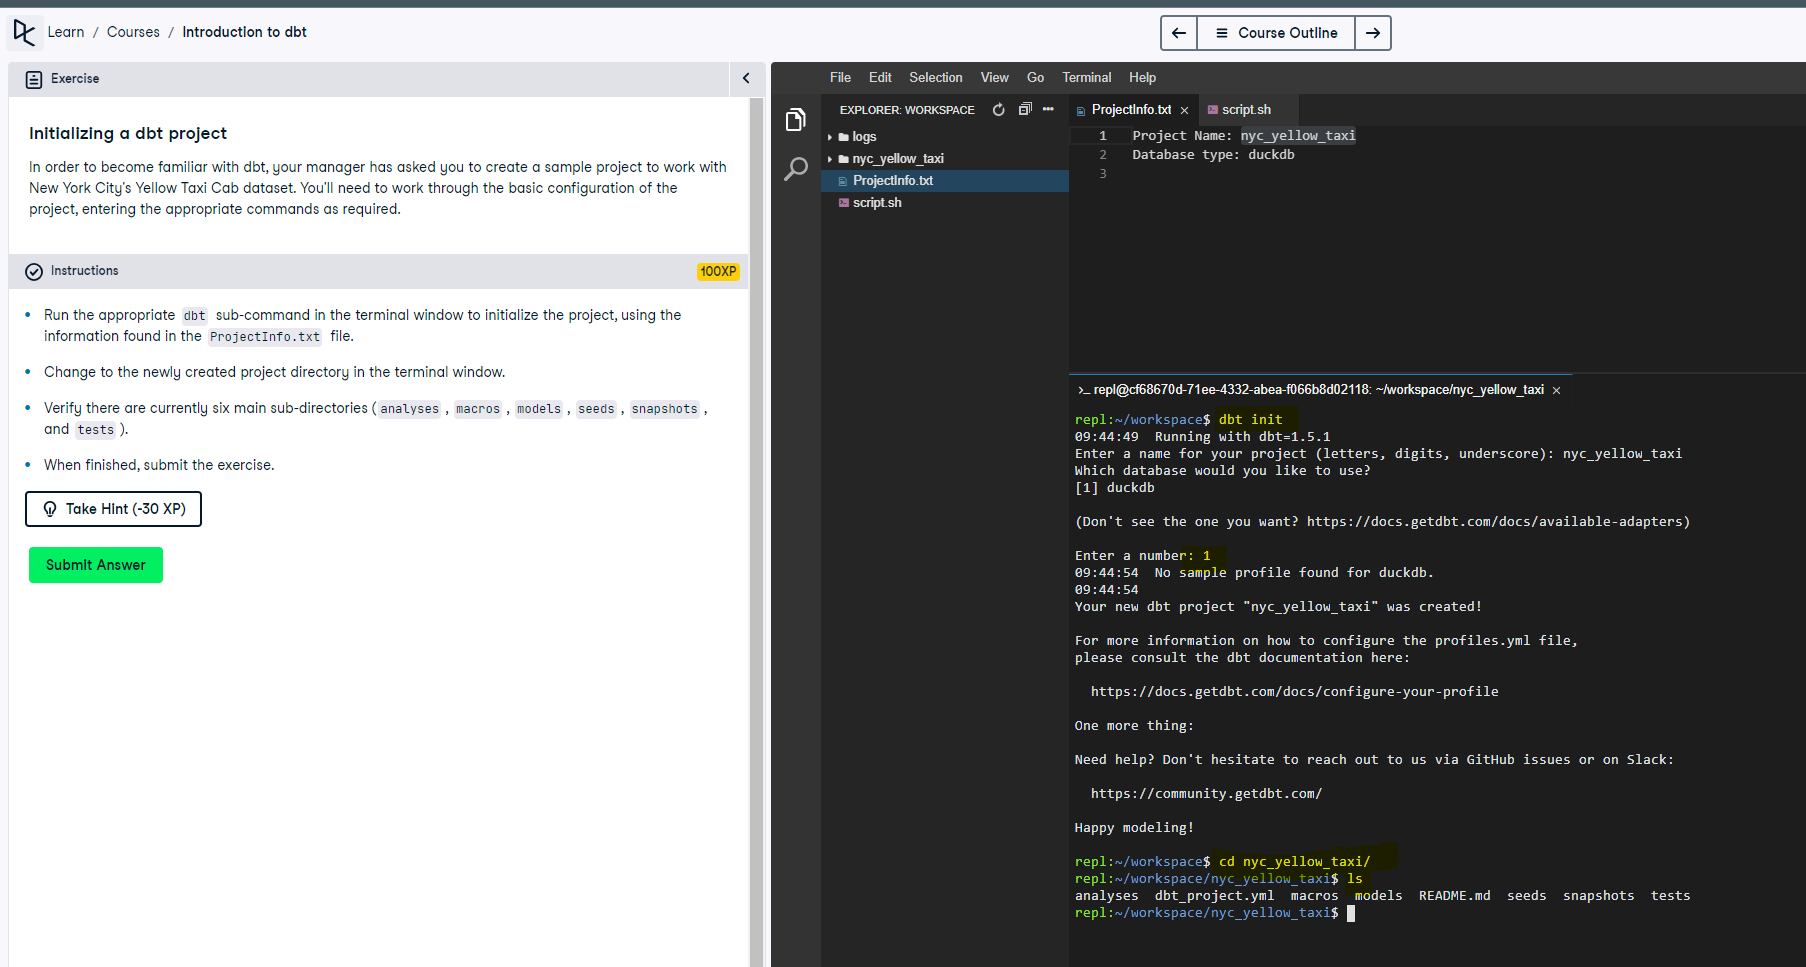 Learn / Courses / Introduction to dbt
Course Outline
Exercise
Initializing a dbt project
In order to become familiar with dbt, your manager has asked you to create a sample project to work with
New York City's Yellow Taxi Cab dataset. You'll need to work through the basic configuration of the
project, entering the appropriate commands as required.
Instructions
100XP
Run the appropriate dbt sub-command in the terminal window to initialize the project, using the
information found in the ProjectInfo.txt file.
Change to the newly created project directory in the terminal window.
Verify there are currently six main sub-directories (analyses, macros, models, seeds, snapshots,
and tests).
When finished, submit the exercise.
Take Hint (-30 XP)
Submit Answer
File Edit Selection View Go Terminal Help
EXPLORER: WORKSPACE
logs
nyc_yellow_taxi
ProjectInfo.txt
script.sh
ProjectInfo.txt script.sh
1 Project Name: nyc_yellow_taxi
2 Database type: duckdb
3
>_ repl@cf68670d-71ee-4332-abea-f066b8d02118: ~/workspace/nyc_yellow_taxi
repl:~/workspace$ dbt init
09:44:49  Running with dbt=1.5.1
Enter a name for your project (letters, digits, underscore): nyc_yellow_taxi
Which database would you like to use?
[1] duckdb
(Don't see the one you want? https://docs.getdbt.com/docs/available-adapters)
Enter a number: 1
09:44:54  No sample profile found for duckdb.
09:44:54
Your new dbt project "nyc_yellow_taxi" was created!
For more information on how to configure the profiles.yml file,
please consult the dbt documentation here:
https://docs.getdbt.com/docs/configure-your-profile
One more thing:
Need help? Don't hesitate to reach out to us via GitHub issues or on Slack:
https://community.getdbt.com/
Happy modeling!
repl:~/workspace$ cd nyc_yellow_taxi/
repl:~/workspace/nyc_yellow_taxi$ ls
analyses  dbt_project.yml  macros  models  README.md  seeds  snapshots  tests
repl:~/workspace/nyc_yellow_taxi$